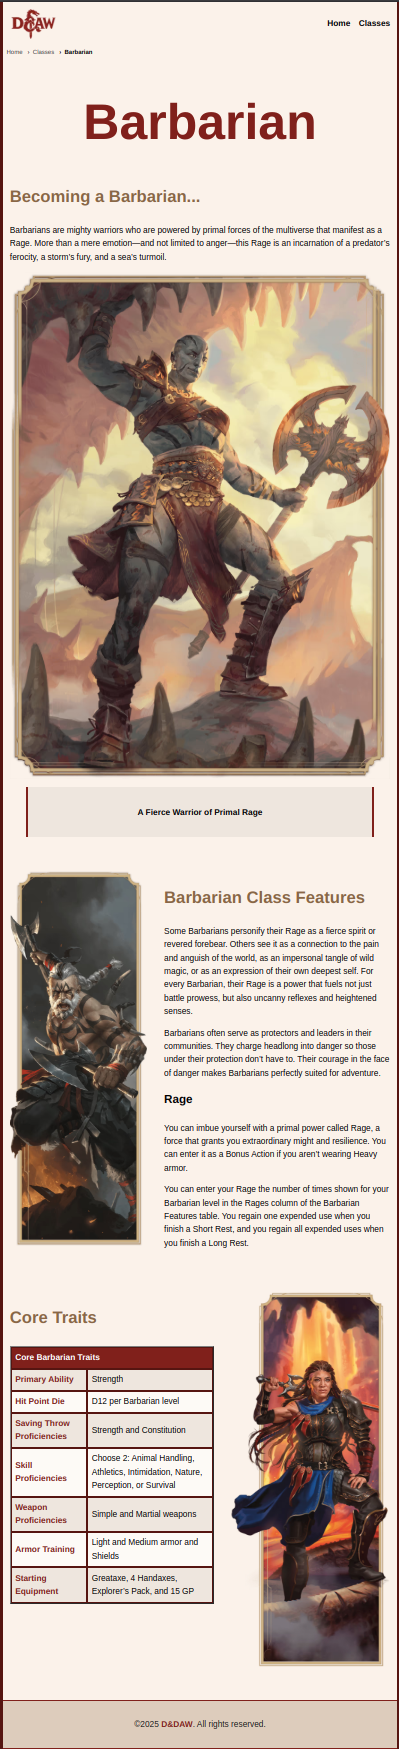 D&DAW
Home Classes
Home › Classes › Barbarian
Barbarian
Becoming a Barbarian...
Barbarians are mighty warriors who are powered by primal forces of the multiverse that manifest as a
Rage. More than a mere emotion—and not limited to anger—this Rage is an incarnation of a predator's
ferocity, a storm's fury, and a sea's turmoil.
A Fierce Warrior of Primal Rage
Barbarian Class Features
Some Barbarians personify their Rage as a fierce spirit or
revered forebear. Others see it as a connection to the pain
and anguish of the world, as an impersonal tangle of wild
magic, or as an expression of their own deepest self. For
every Barbarian, their Rage is a power that fuels not just
battle prowess, but also uncanny reflexes and heightened
senses.
Barbarians often serve as protectors and leaders in their
communities. They charge headlong into danger so those
under their protection don't have to. Their courage in the face
of danger makes Barbarians perfectly suited for adventure.
Rage
You can imbue yourself with a primal power called Rage, a
force that grants you extraordinary might and resilience. You
can enter it as a Bonus Action if you aren't wearing Heavy
armor.
You can enter your Rage the number of times shown for your
Barbarian level in the Rages column of the Barbarian
Features table. You regain one expended use when you
finish a Short Rest, and you regain all expended uses when
you finish a Long Rest.
Core Traits
Core Barbarian Traits
Primary Ability Strength
Hit Point Die D12 per Barbarian level
Saving Throw
Proficiencies
Strength and Constitution
Skill
Proficiencies
Choose 2: Animal Handling,
Athletics, Intimidation, Nature,
Perception, or Survival
Weapon
Proficiencies
Simple and Martial weapons
Armor Training
Light and Medium armor and
Shields
Starting
Equipment
Greataxe, 4 Handaxes,
Explorer's Pack, and 15 GP
©2025 D&DAW. All rights reserved.